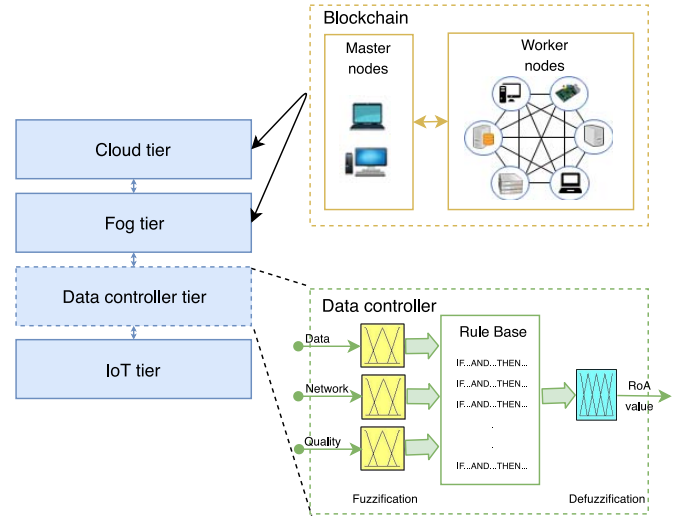 Blockchain
Master
nodes
Worker
nodes
Cloud tier
Fog tier
Data controller tier
IoT tier
Data controller
Data
Network
Quality
Rule Base
IF...AND...THEN...
IF...AND...THEN...
IF...AND...THEN...
.
.
IF...AND...THEN...
RoA
value
Fuzzification
Defuzzification